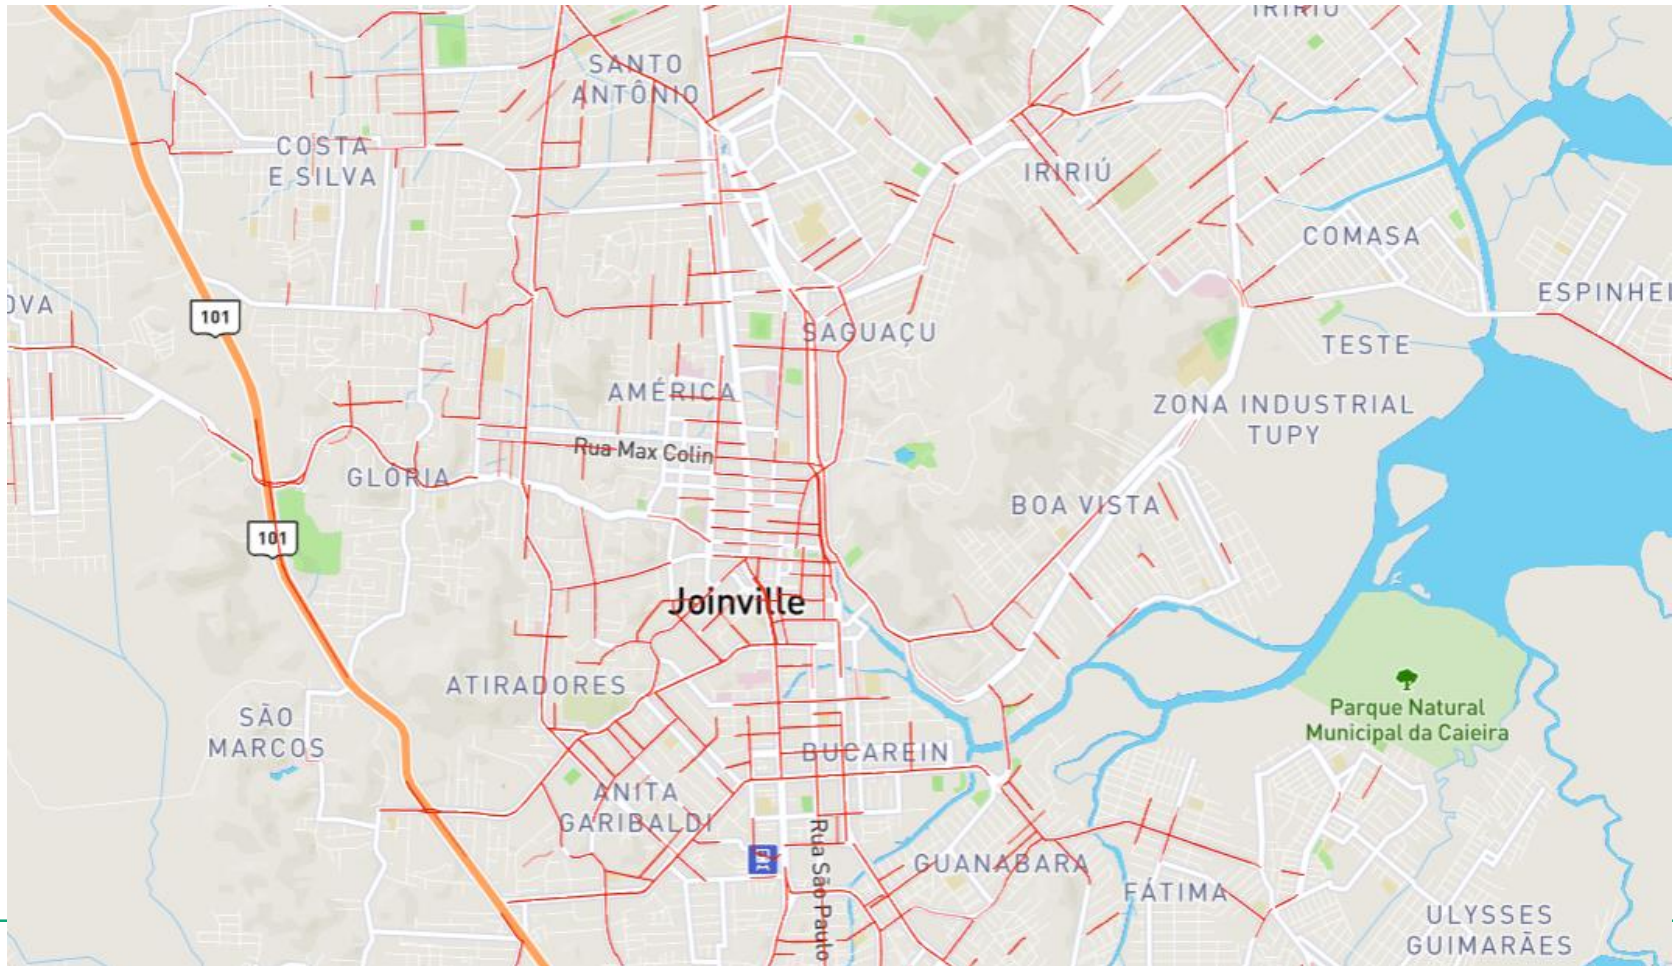 IRIRIÚ
SANTO
ANTÔNIO
COSTA
E SILVA
IRIRIÚ
COMASA
OVA
101
ESPINHEI
SAGUAÇU
TESTE
AMÉRICA
ZONA INDUSTRIAL
TUPY
Rua Max Colin
GLÓRIA
BOA VISTA
101
Joinville
ATIRADORES
Parque Natural
Municipal da Caieira
SÃO
MARCOS
BUCAREIN
ANITA
GARIBALDI
Rua São Paulo
GUANABARA
FÁTIMA
ULYSSES
GUIMARÃES